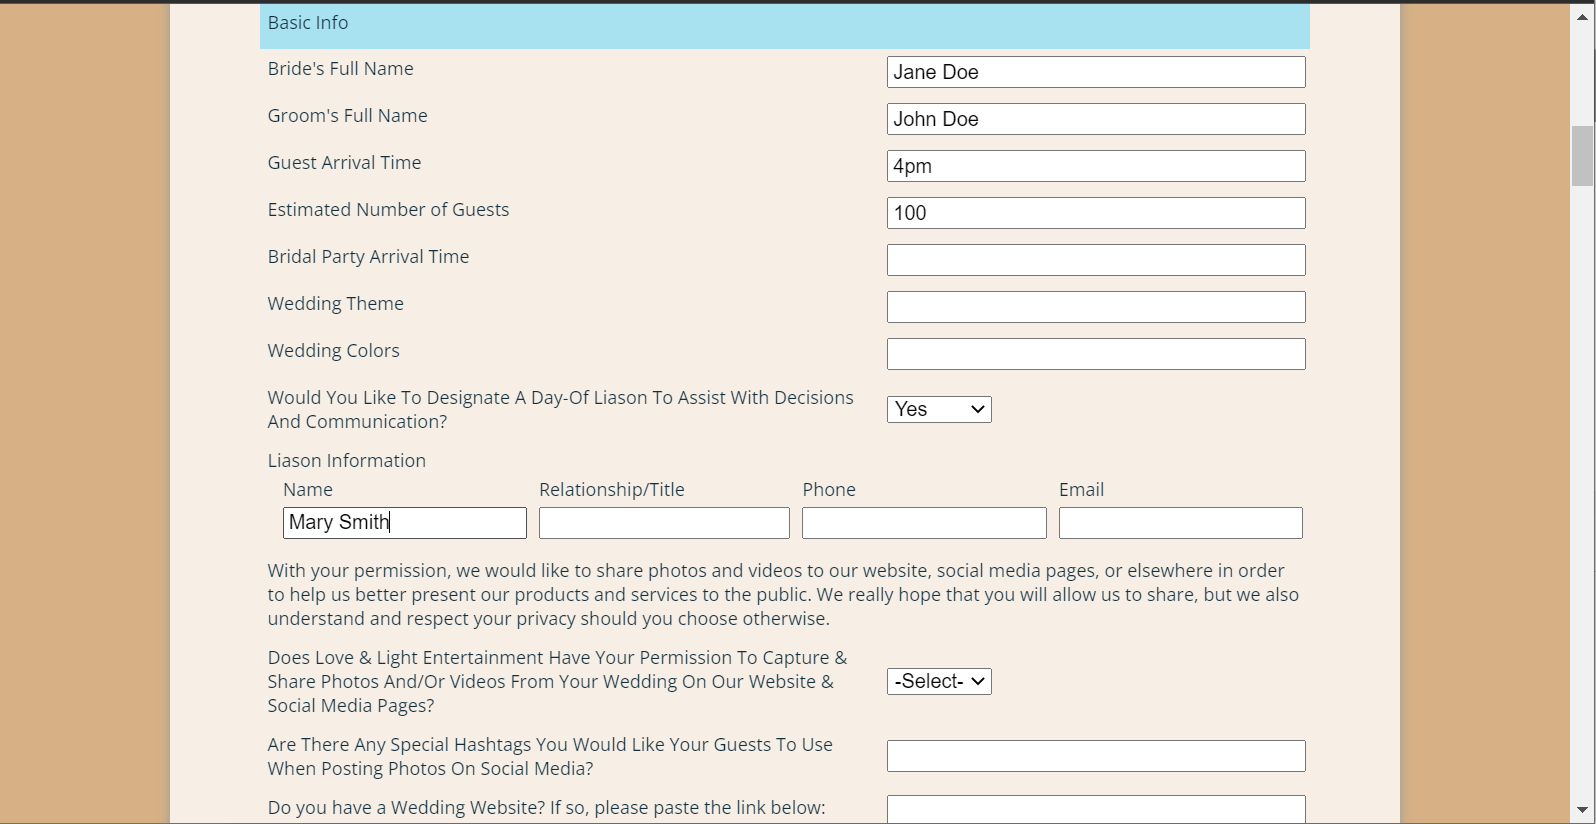 Basic Info
Bride's Full Name
Jane Doe
Groom's Full Name
John Doe
Guest Arrival Time
4pm
Estimated Number of Guests
100
Bridal Party Arrival Time
Wedding Theme
Wedding Colors
Would You Like To Designate A Day-Of Liason To Assist With Decisions
And Communication?
Yes
Liason Information
Name
Relationship/Title
Phone
Email
Mary Smith
With your permission, we would like to share photos and videos to our website, social media pages, or elsewhere in order
to help us better present our products and services to the public. We really hope that you will allow us to share, but we also
understand and respect your privacy should you choose otherwise.
Does Love & Light Entertainment Have Your Permission To Capture &
Share Photos And/Or Videos From Your Wedding On Our Website &
Social Media Pages?
-Select-
Are There Any Special Hashtags You Would Like Your Guests To Use
When Posting Photos On Social Media?
Do you have a Wedding Website? If so, please paste the link below: